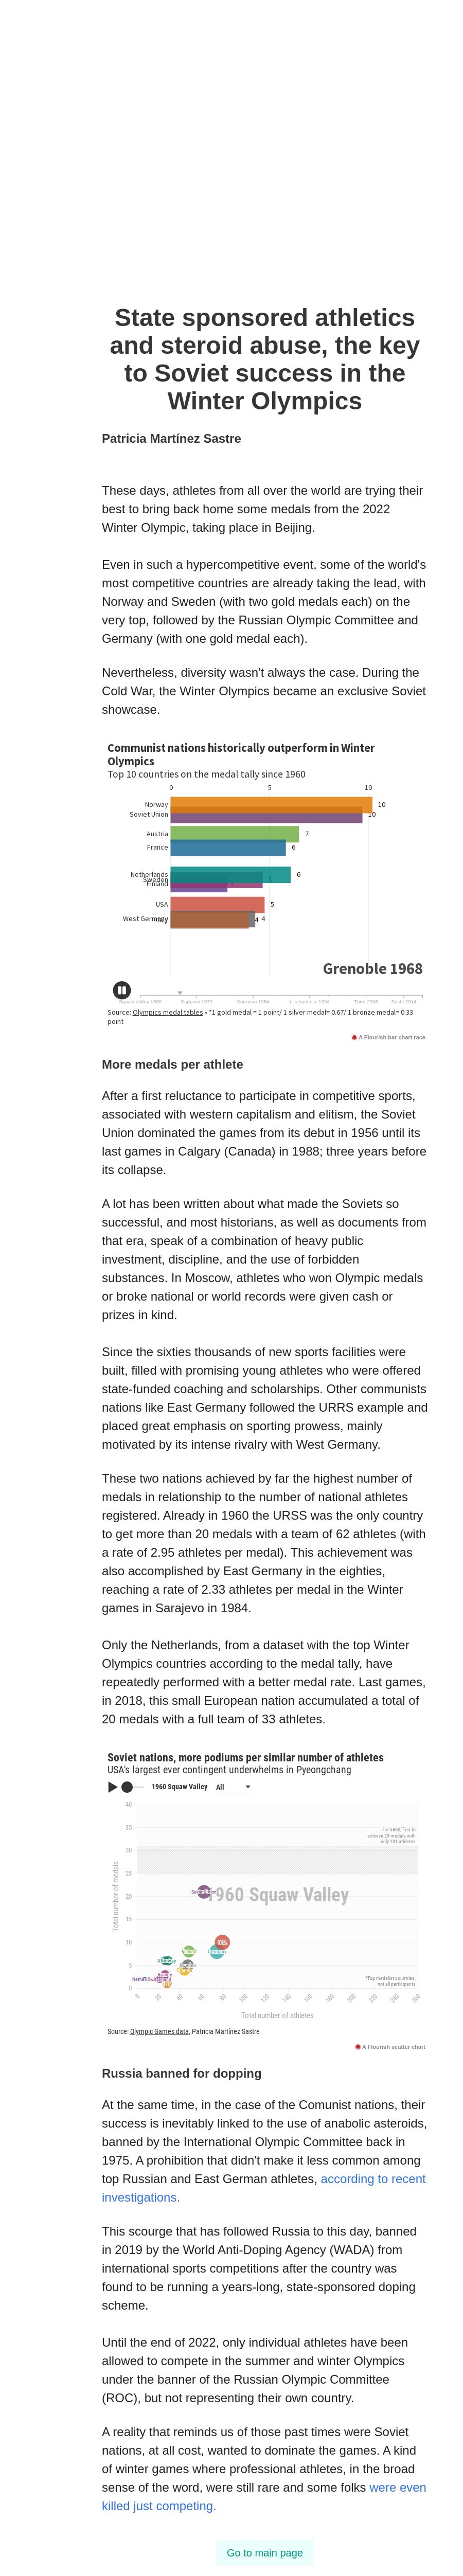 State sponsored athletics
and steroid abuse, the key
to Soviet success in the
Winter Olympics
Patricia Martínez Sastre
These days, athletes from all over the world are trying their
best to bring back home some medals from the 2022
Winter Olympic, taking place in Beijing.
Even in such a hypercompetitive event, some of the world's
most competitive countries are already taking the lead, with
Norway and Sweden (with two gold medals each) on the
very top, followed by the Russian Olympic Committee and
Germany (with one gold medal each).
Nevertheless, diversity wasn't always the case. During the
Cold War, the Winter Olympics became an exclusive Soviet
showcase.
Communist nations historically outperform in Winter
Olympics
Top 10 countries on the medal tally since 1960
0 5 10
Norway 10
Soviet Union 10
Austria 7
France 6
Netherlands 6
Sweden
Finland
USA 5
West Germany 4 4
Grenoble 1968
Squaw Valley 1960 Sapporo 1972 Sarajevo 1984 Lillehammer 1994 Turin 2006 Sochi 2014
Source: Olympics medal tables • *1 gold medal = 1 point/ 1 silver medal= 0.67/ 1 bronze medal= 0.33
point
A Flourish bar chart race
More medals per athlete
After a first reluctance to participate in competitive sports,
associated with western capitalism and elitism, the Soviet
Union dominated the games from its debut in 1956 until its
last games in Calgary (Canada) in 1988; three years before
its collapse.
A lot has been written about what made the Soviets so
successful, and most historians, as well as documents from
that era, speak of a combination of heavy public
investment, discipline, and the use of forbidden
substances. In Moscow, athletes who won Olympic medals
or broke national or world records were given cash or
prizes in kind.
Since the sixties thousands of new sports facilities were
built, filled with promising young athletes who were offered
state-funded coaching and scholarships. Other communists
nations like East Germany followed the URRS example and
placed great emphasis on sporting prowess, mainly
motivated by its intense rivalry with West Germany.
These two nations achieved by far the highest number of
medals in relationship to the number of national athletes
registered. Already in 1960 the URSS was the only country
to get more than 20 medals with a team of 62 athletes (with
a rate of 2.95 athletes per medal). This achievement was
also accomplished by East Germany in the eighties,
reaching a rate of 2.33 athletes per medal in the Winter
games in Sarajevo in 1984.
Only the Netherlands, from a dataset with the top Winter
Olympics countries according to the medal tally, have
repeatedly performed with a better medal rate. Last games,
in 2018, this small European nation accumulated a total of
20 medals with a full team of 33 athletes.
Soviet nations, more podiums per similar number of athletes
USA's largest ever contingent underwhelms in Pyeongchang
1960 Squaw Valley All
40
35
The URSS, first to
achieve 29 medals with
only 101 athletes
30
25
20
1960 Squaw Valley
15
10
5
*Top medalist countries,
not all participants
0
Total number of medals
0 20 40 60 80 100 120 140 160 180 200 220 240 260
Total number of athletes
Source: Olympic Games data, Patricia Martínez Sastre
A Flourish scatter chart
Russia banned for dopping
At the same time, in the case of the Comunist nations, their
success is inevitably linked to the use of anabolic asteroids,
banned by the International Olympic Committee back in
1975. A prohibition that didn't make it less common among
top Russian and East German athletes, according to recent
investigations.
This scourge that has followed Russia to this day, banned
in 2019 by the World Anti-Doping Agency (WADA) from
international sports competitions after the country was
found to be running a years-long, state-sponsored doping
scheme.
Until the end of 2022, only individual athletes have been
allowed to compete in the summer and winter Olympics
under the banner of the Russian Olympic Committee
(ROC), but not representing their own country.
A reality that reminds us of those past times were Soviet
nations, at all cost, wanted to dominate the games. A kind
of winter games where professional athletes, in the broad
sense of the word, were still rare and some folks were even
killed just competing.
Go to main page